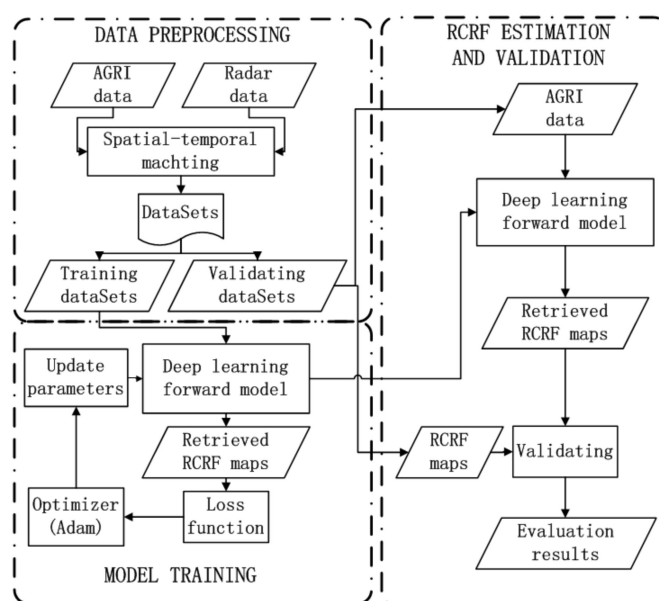 DATA PREPROCESSING
AGRI
data
Radar
data
Spatial-temporal
machting
DataSets
Training
dataSets
Validating
dataSets
Update
parameters
Deep learning
forward model
Retrieved
RCRF maps
Optimizer
(Adam)
Loss
function
MODEL TRAINING
RCRF ESTIMATION
AND VALIDATION
AGRI
data
Deep learning
forward model
Retrieved
RCRF maps
RCRF
maps
Validating
Evaluation
results